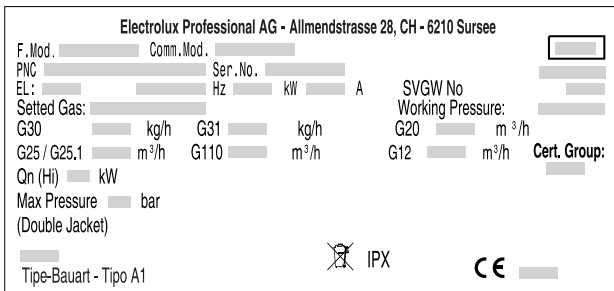 Electrolux Professional AG - Allmendstrasse 28, CH - 6210 Sursee
F.Mod. Comm.Mod.
PNC Ser.No.
EL: Hz kW A SVGW No
Setted Gas: Working Pressure:
G30 kg/h G31 kg/h G20 m³/h
G25 / G25.1 m³/h G110 m³/h G12 m³/h Cert. Group:
Qn (Hi) kW
Max Pressure bar
(Double Jacket)
IPX
Tipe-Bauart - Tipo A1 CE